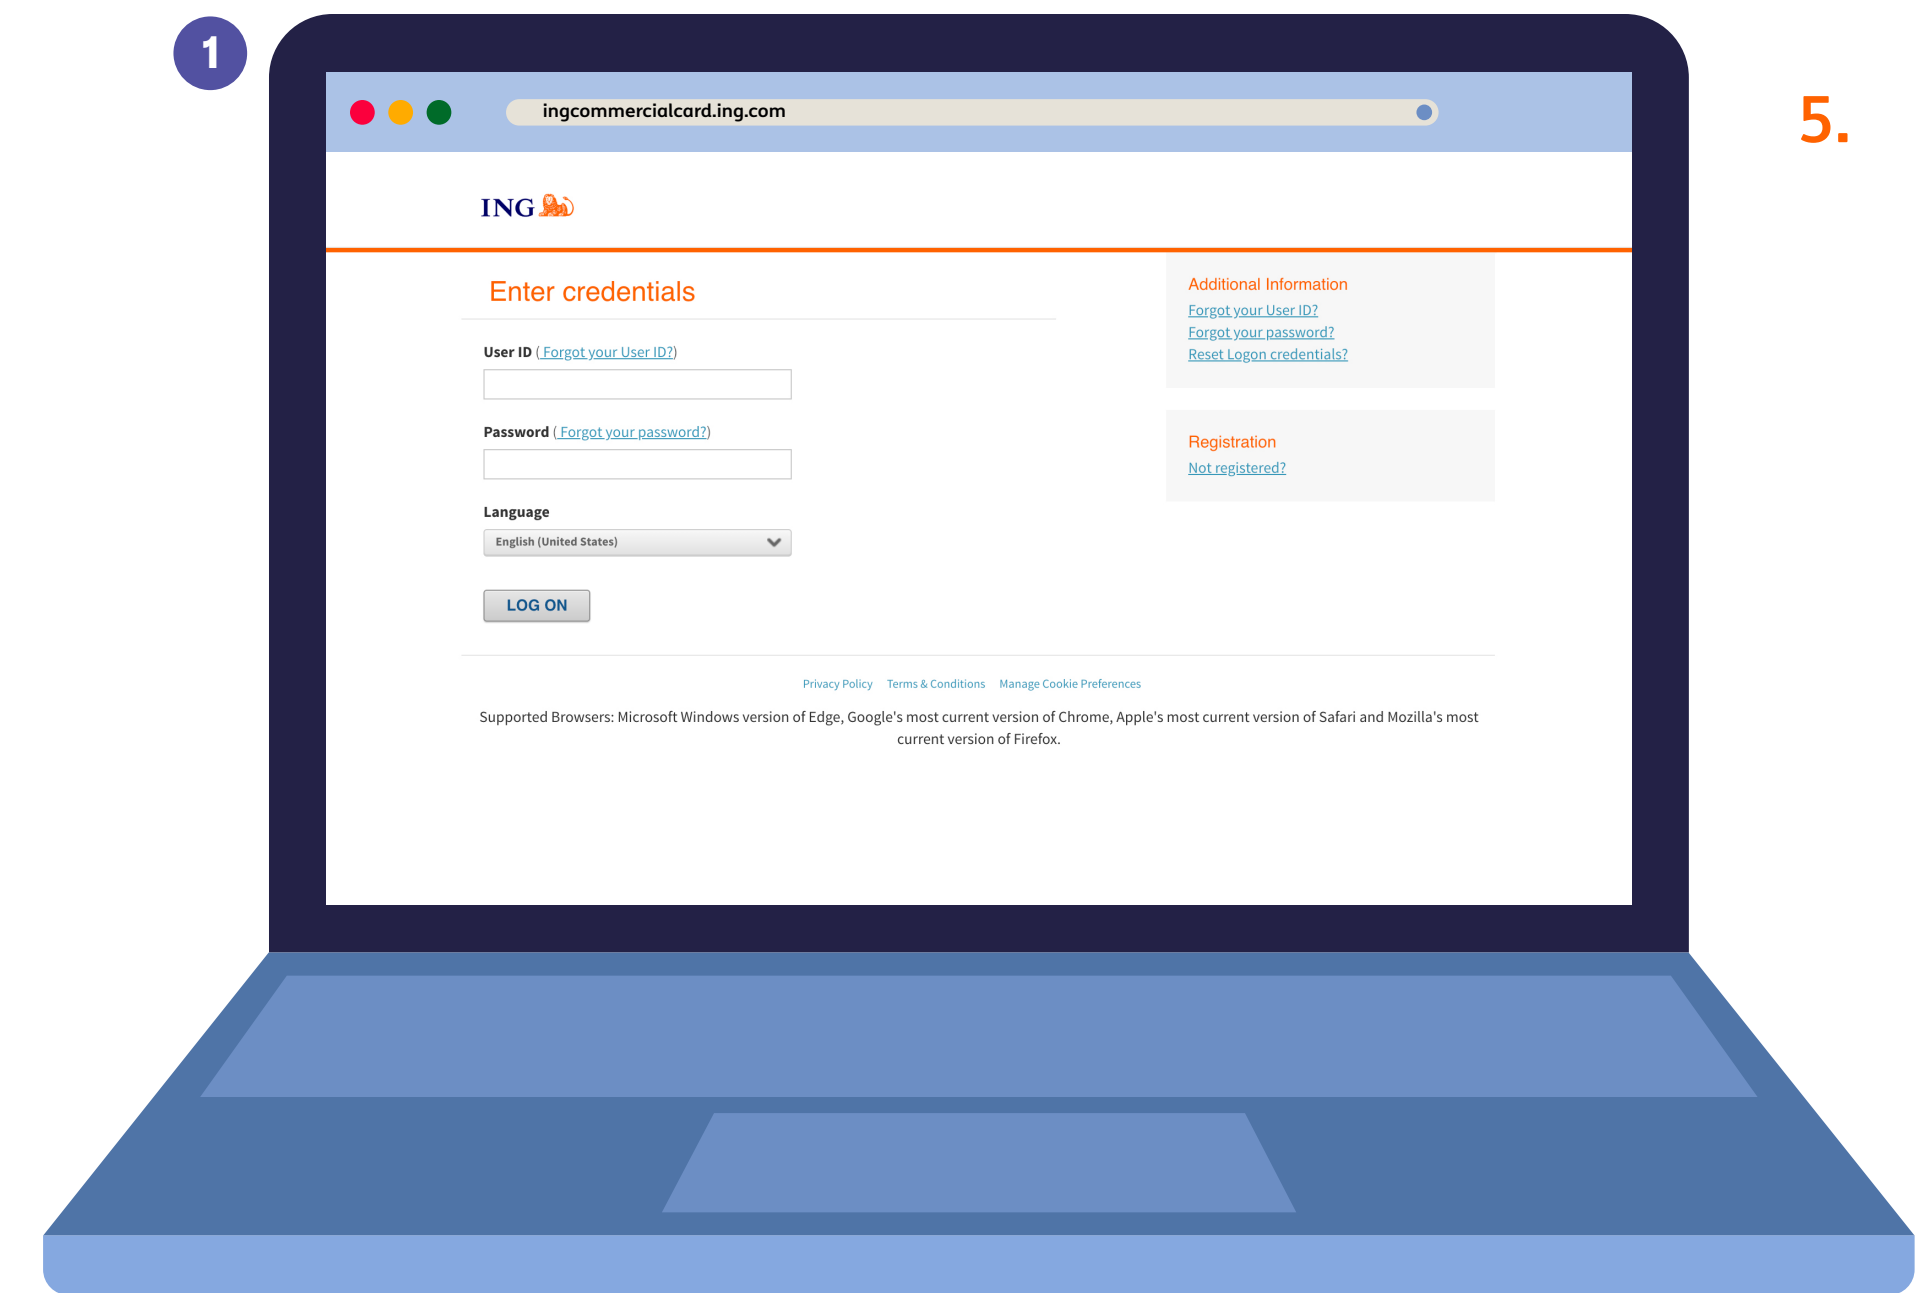 1
ingcommercialcard.ing.com
5.
ING
Enter credentials
User ID ( Forgot your User ID?)
Password ( Forgot your password?)
Language
English (United States)
LOG ON
Additional Information
Forgot your User ID?
Forgot your password?
Reset Logon credentials?
Registration
Not registered?
Privacy Policy Terms & Conditions Manage Cookie Preferences
Supported Browsers: Microsoft Windows version of Edge, Google's most current version of Chrome, Apple's most current version of Safari and Mozilla's most
current version of Firefox.